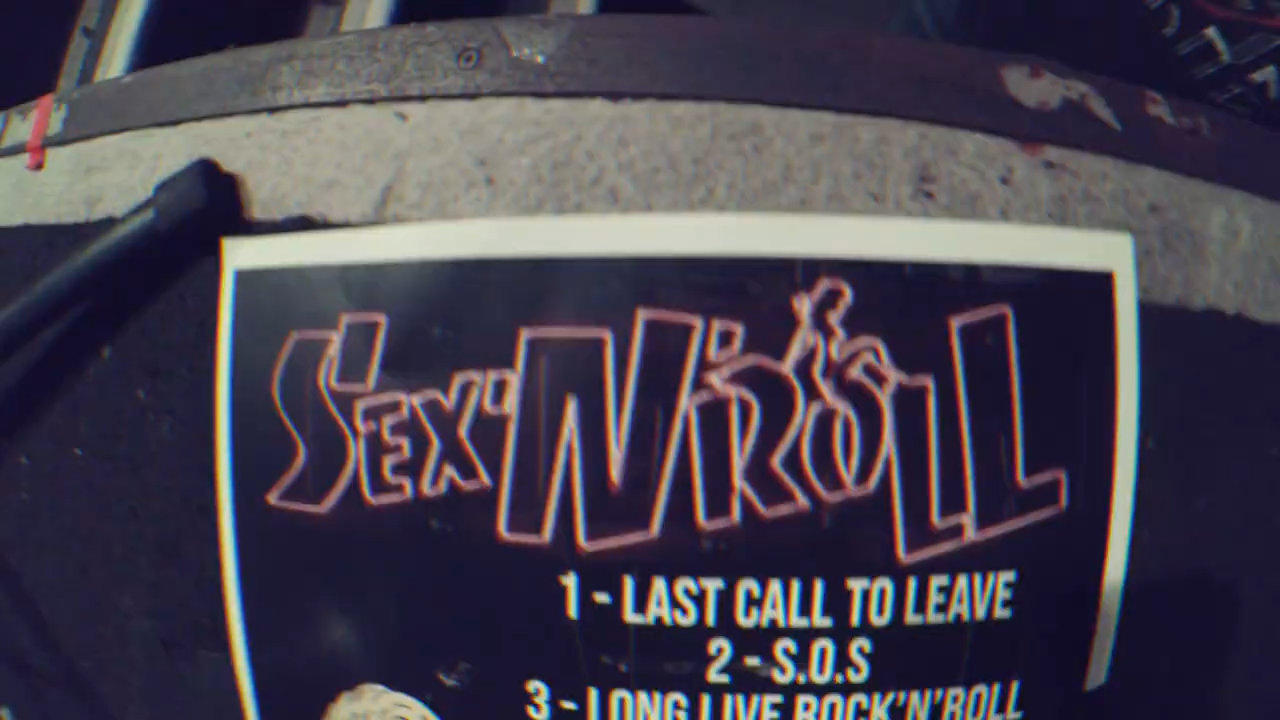 SEX'N'ROLL
1 - LAST CALL TO LEAVE
2 - S.O.S
3 - LONG LIVE ROCK'N'ROLL